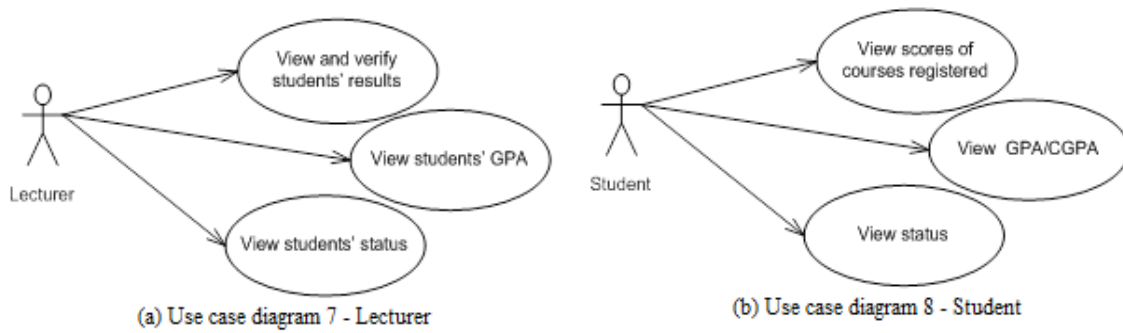 View and verify
students' results
View students' GPA
Lecturer
View students' status
(a) Use case diagram 7 - Lecturer
View scores of
courses registered
View GPA/CGPA
Student
View status
(b) Use case diagram 8 - Student